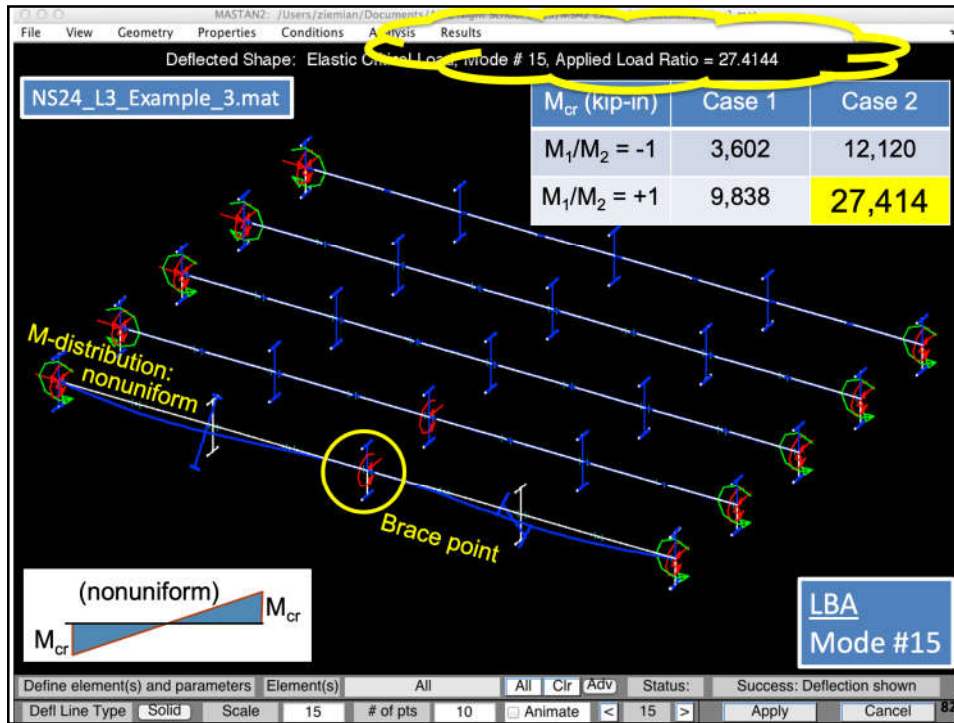 MASTAN2: /Users/ziemian/Documents/
File View Geometry Properties Conditions Analysis Results
Deflected Shape: Elastic Critical Load, Mode # 15, Applied Load Ratio = 27.4144
NS24_L3_Example_3.mat
Mcr (kip-in) Case 1 Case 2
M1/M2 = -1 3,602 12,120
M1/M2 = +1 9,838 27,414
M-distribution:
nonuniform
Brace point
(nonuniform)
Mcr
Mcr
LBA
Mode #15
Define element(s) and parameters Element(s) All All Clr Adv Status: Success: Deflection shown
Defl Line Type Solid Scale 15 # of pts 10 Animate < 15 > Apply Cancel 82